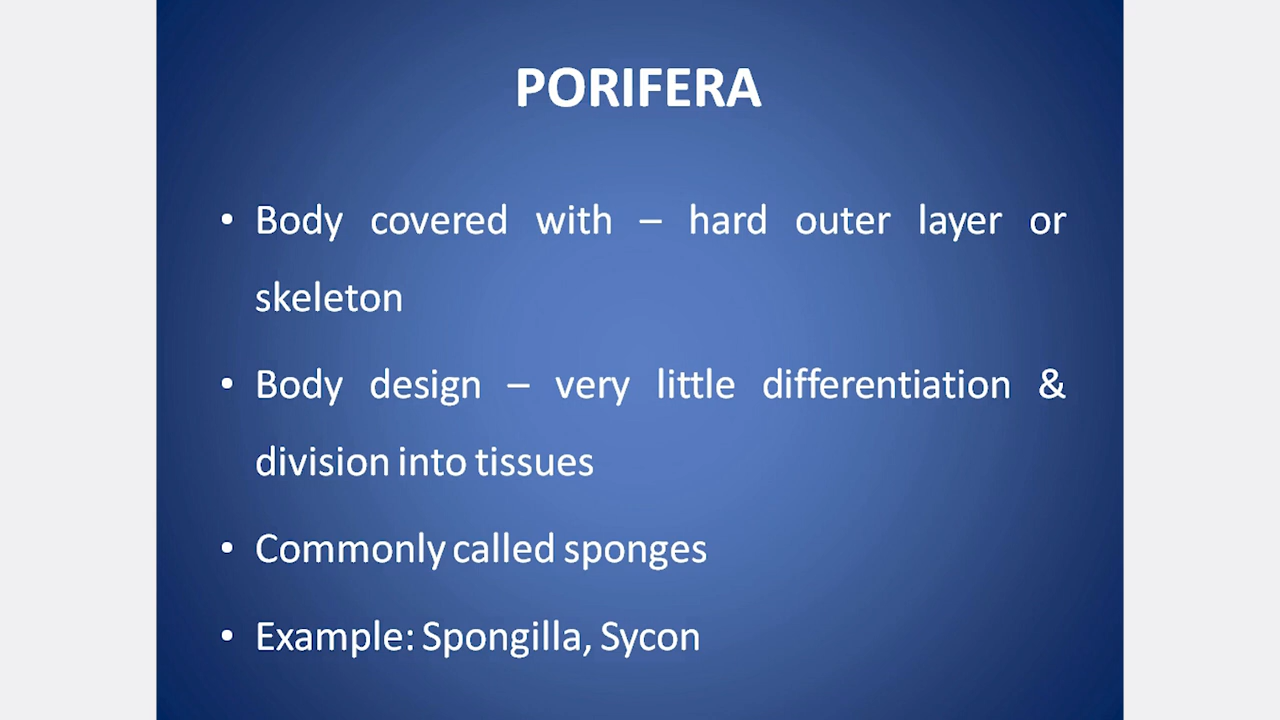 PORIFERA
• Body covered with – hard outer layer or
skeleton
• Body design – very little differentiation &
division into tissues
• Commonly called sponges
• Example: Spongilla, Sycon